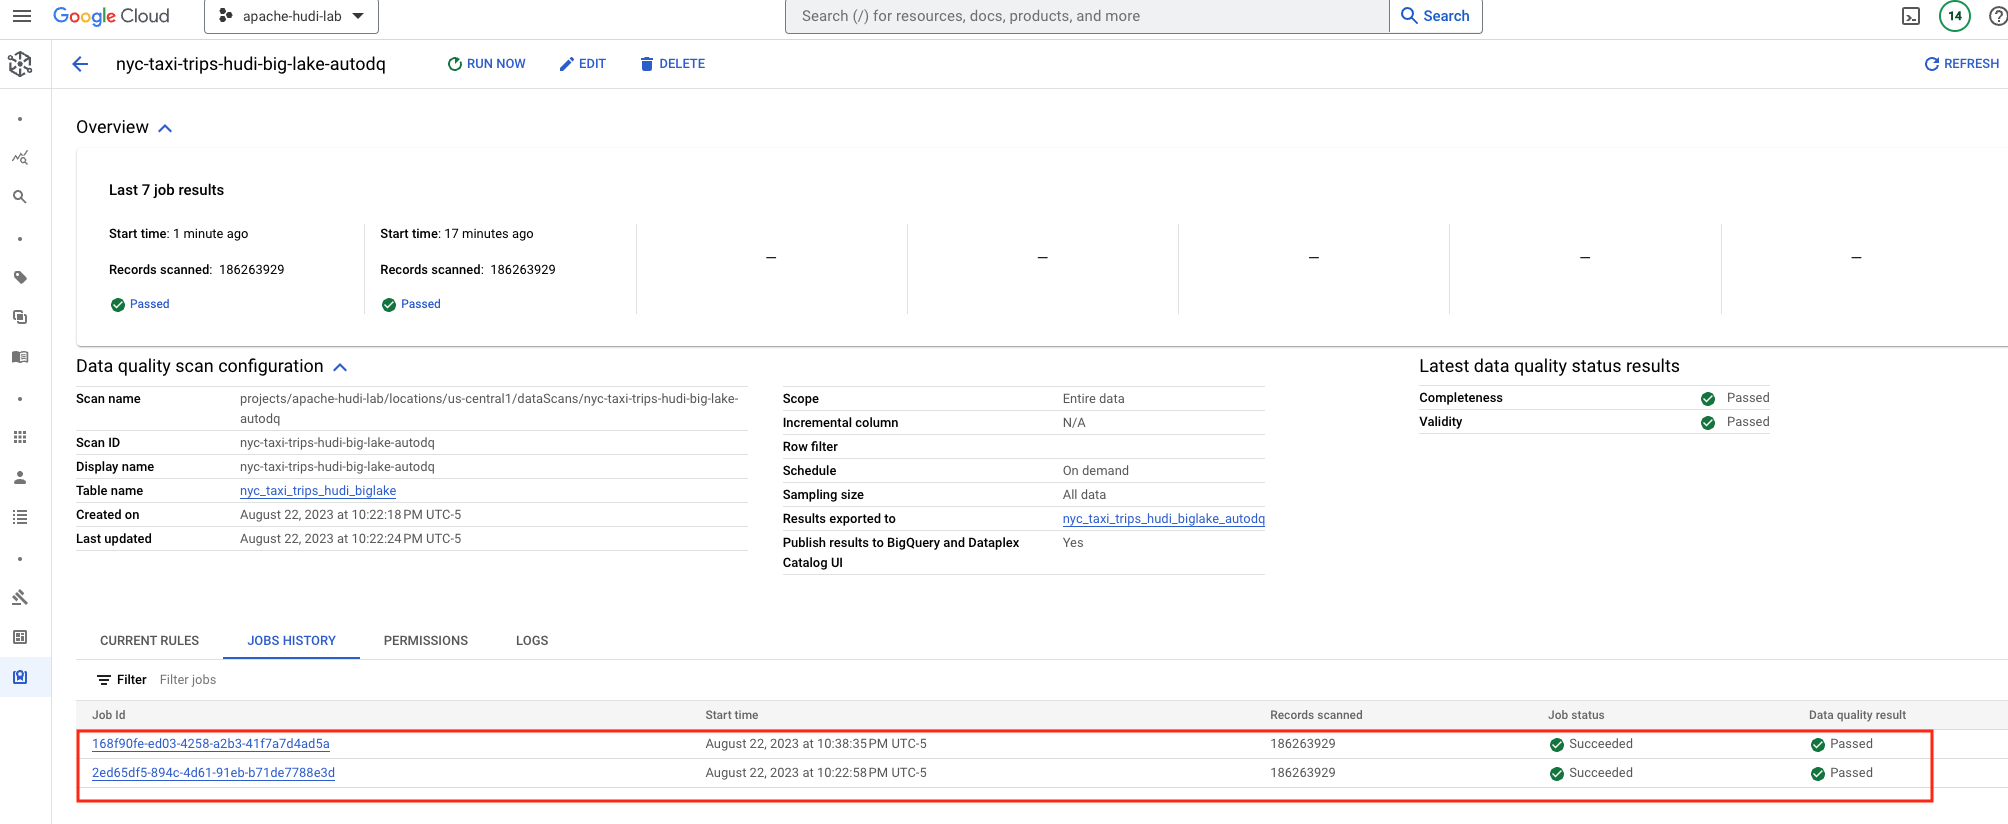 Google Cloud
apache-hudi-lab
Search (/) for resources, docs, products, and more
Search
14
nyc-taxi-trips-hudi-big-lake-autodq
RUN NOW
EDIT
DELETE
REFRESH
Overview
Last 7 job results
Start time: 1 minute ago
Records scanned: 186263929
Passed
Start time: 17 minutes ago
Records scanned: 186263929
Passed
–
–
–
–
–
Data quality scan configuration
Scan name projects/apache-hudi-lab/locations/us-central1/dataScans/nyc-taxi-trips-hudi-big-lake-
autodq
Scan ID nyc-taxi-trips-hudi-big-lake-autodq
Display name nyc-taxi-trips-hudi-big-lake-autodq
Table name nyc_taxi_trips_hudi_biglake
Created on August 22, 2023 at 10:22:18 PM UTC-5
Last updated August 22, 2023 at 10:22:24 PM UTC-5
Scope Entire data
Incremental column N/A
Row filter
Schedule On demand
Sampling size All data
Results exported to nyc_taxi_trips_hudi_biglake_autodq
Publish results to BigQuery and Dataplex Yes
Catalog UI
Latest data quality status results
Completeness Passed
Validity Passed
CURRENT RULES JOBS HISTORY PERMISSIONS LOGS
Filter Filter jobs
Job Id Start time Records scanned Job status Data quality result
168f90fe-ed03-4258-a2b3-41f7a7d4ad5a August 22, 2023 at 10:38:35 PM UTC-5 186263929 Succeeded Passed
2ed65df5-894c-4d61-91eb-b71de7788e3d August 22, 2023 at 10:22:58 PM UTC-5 186263929 Succeeded Passed